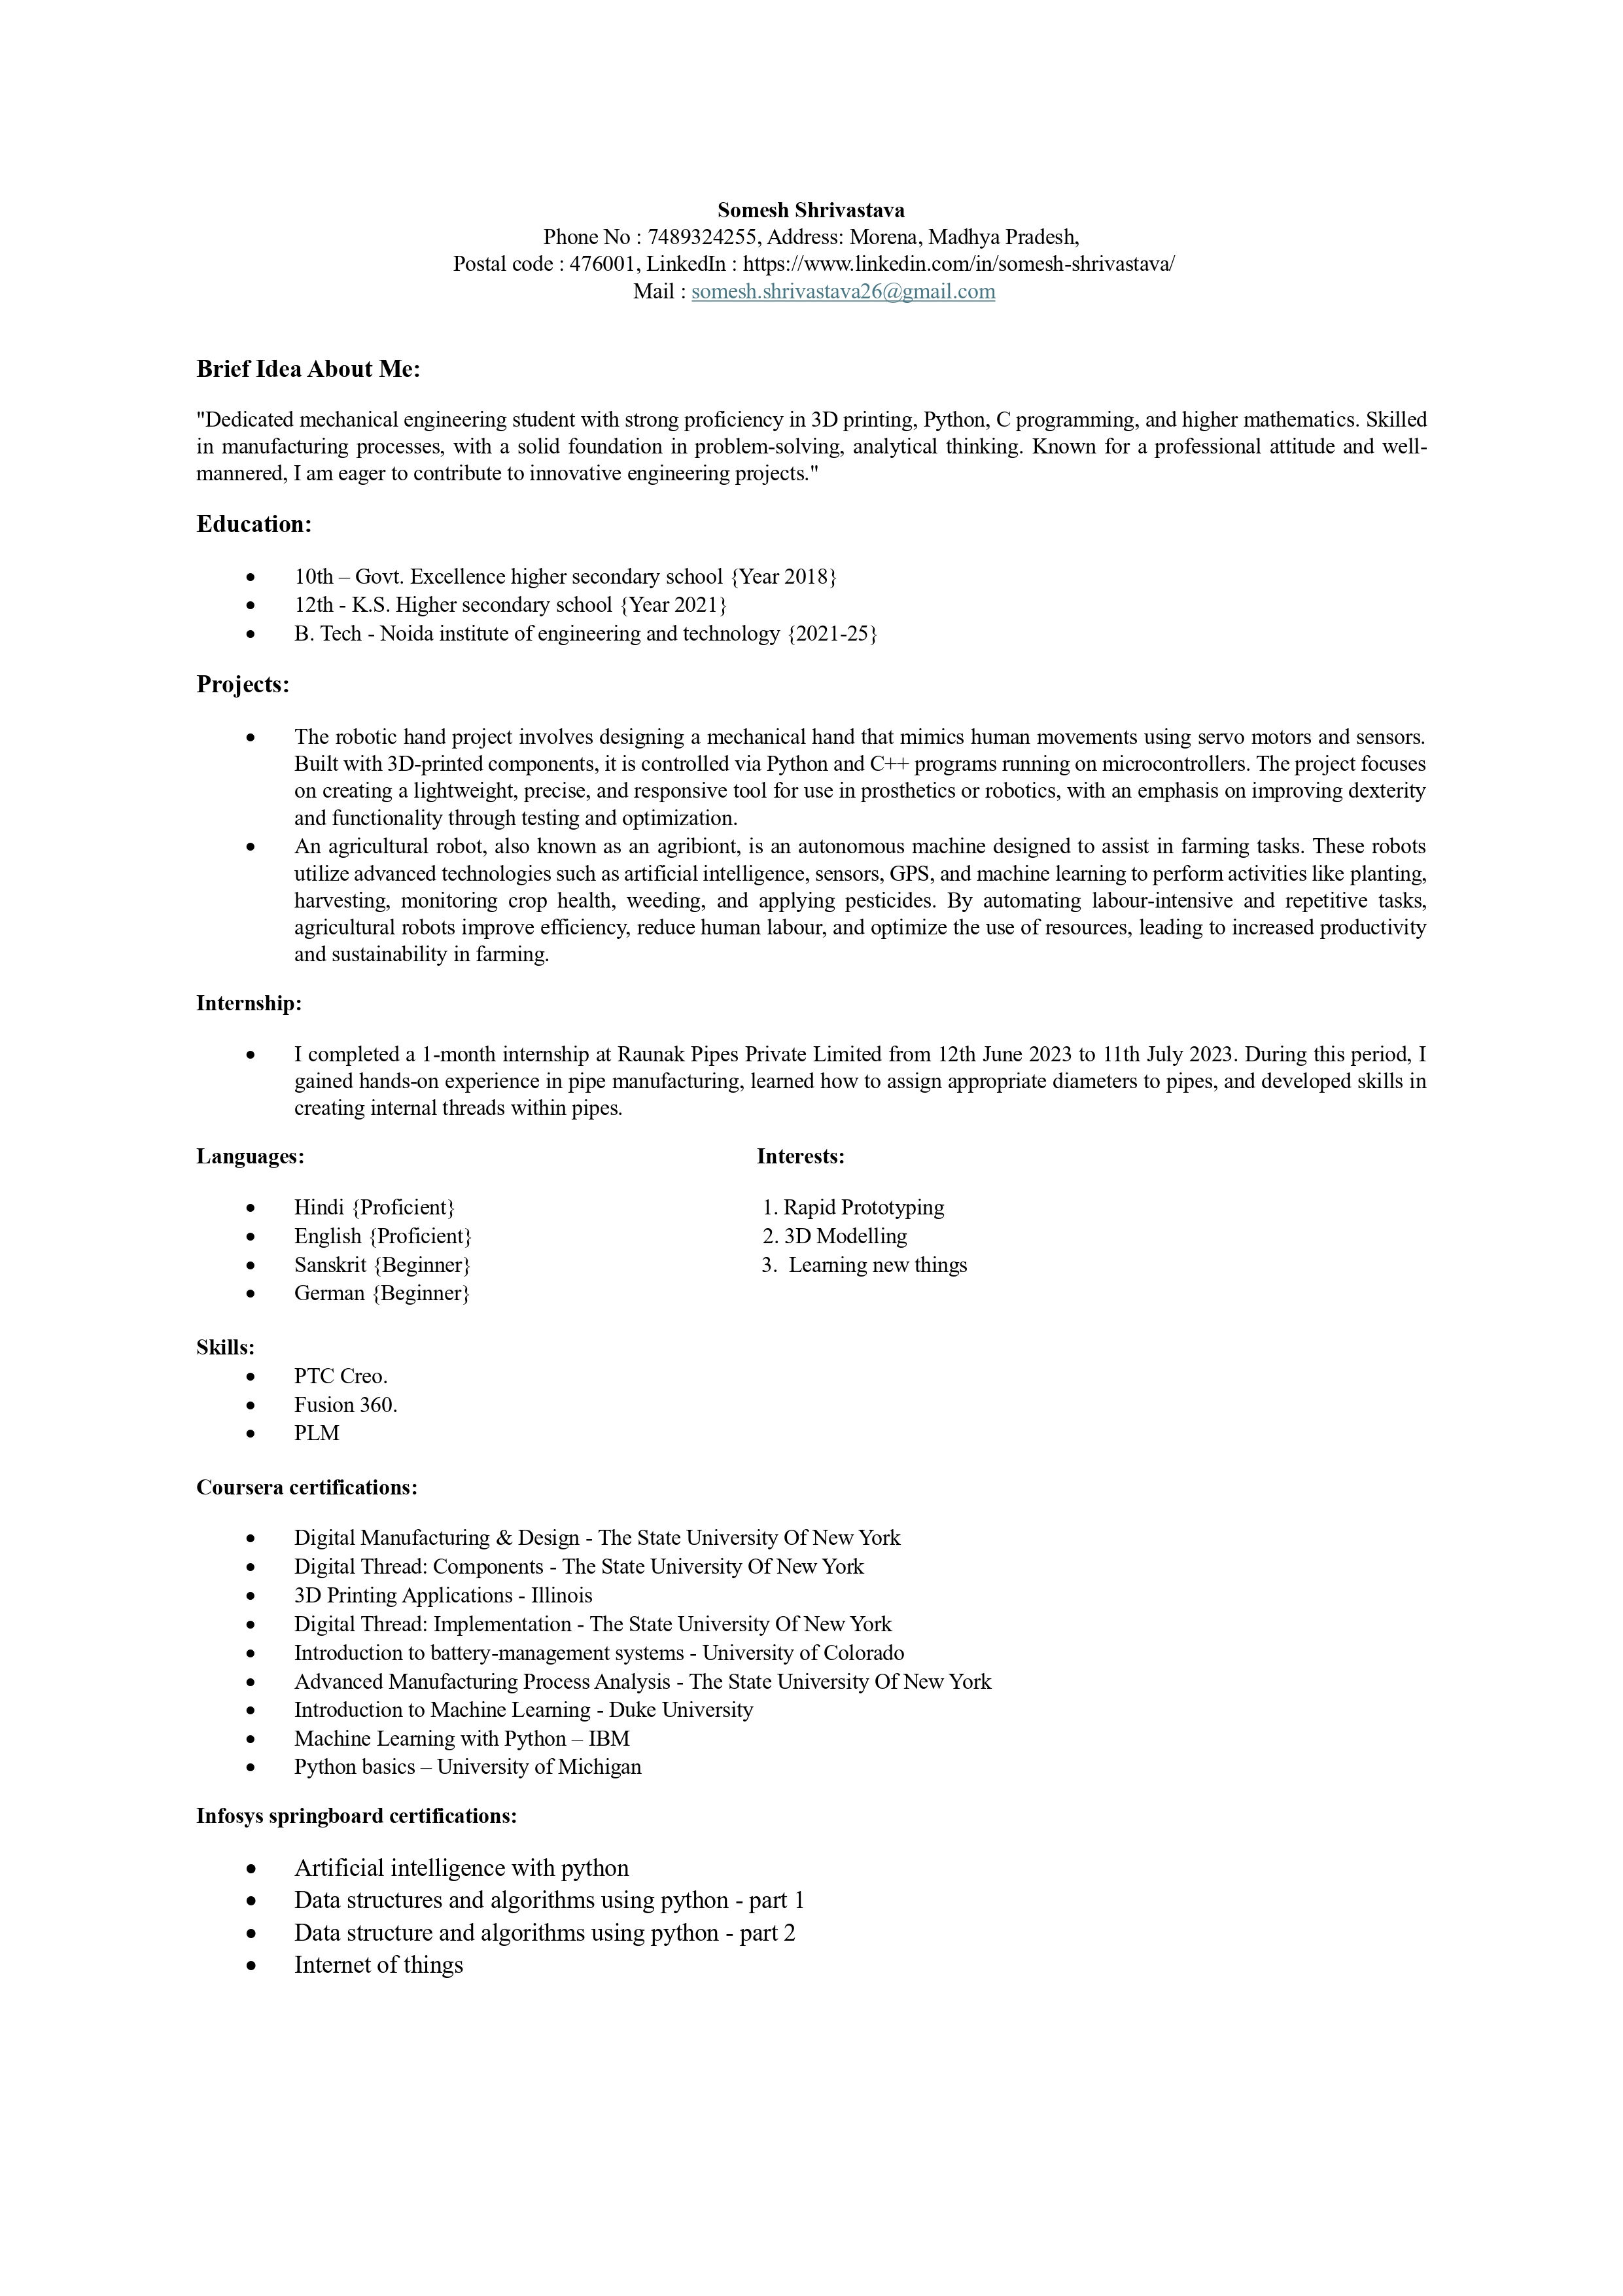 Somesh Shrivastava
Phone No : 7489324255, Address: Morena, Madhya Pradesh,
Postal code : 476001, LinkedIn : https://www.linkedin.com/in/somesh-shrivastava/
Mail : somesh.shrivastava26@gmail.com
Brief Idea About Me:
"Dedicated mechanical engineering student with strong proficiency in 3D printing, Python, C programming, and higher mathematics. Skilled
in manufacturing processes, with a solid foundation in problem-solving, analytical thinking. Known for a professional attitude and well-
mannered, I am eager to contribute to innovative engineering projects."
Education:
• 10th – Govt. Excellence higher secondary school {Year 2018}
• 12th - K.S. Higher secondary school {Year 2021}
• B. Tech - Noida institute of engineering and technology {2021-25}
Projects:
• The robotic hand project involves designing a mechanical hand that mimics human movements using servo motors and sensors.
Built with 3D-printed components, it is controlled via Python and C++ programs running on microcontrollers. The project focuses
on creating a lightweight, precise, and responsive tool for use in prosthetics or robotics, with an emphasis on improving dexterity
and functionality through testing and optimization.
• An agricultural robot, also known as an agribiont, is an autonomous machine designed to assist in farming tasks. These robots
utilize advanced technologies such as artificial intelligence, sensors, GPS, and machine learning to perform activities like planting,
harvesting, monitoring crop health, weeding, and applying pesticides. By automating labour-intensive and repetitive tasks,
agricultural robots improve efficiency, reduce human labour, and optimize the use of resources, leading to increased productivity
and sustainability in farming.
Internship:
• I completed a 1-month internship at Raunak Pipes Private Limited from 12th June 2023 to 11th July 2023. During this period, I
gained hands-on experience in pipe manufacturing, learned how to assign appropriate diameters to pipes, and developed skills in
creating internal threads within pipes.
Languages:
• Hindi {Proficient}
• English {Proficient}
• Sanskrit {Beginner}
• German {Beginner}
Interests:
1. Rapid Prototyping
2. 3D Modelling
3. Learning new things
Skills:
• PTC Creo.
• Fusion 360.
• PLM
Coursera certifications:
• Digital Manufacturing & Design - The State University Of New York
• Digital Thread: Components - The State University Of New York
• 3D Printing Applications - Illinois
• Digital Thread: Implementation - The State University Of New York
• Introduction to battery-management systems - University of Colorado
• Advanced Manufacturing Process Analysis - The State University Of New York
• Introduction to Machine Learning - Duke University
• Machine Learning with Python – IBM
• Python basics – University of Michigan
Infosys springboard certifications:
• Artificial intelligence with python
• Data structures and algorithms using python - part 1
• Data structure and algorithms using python - part 2
• Internet of things